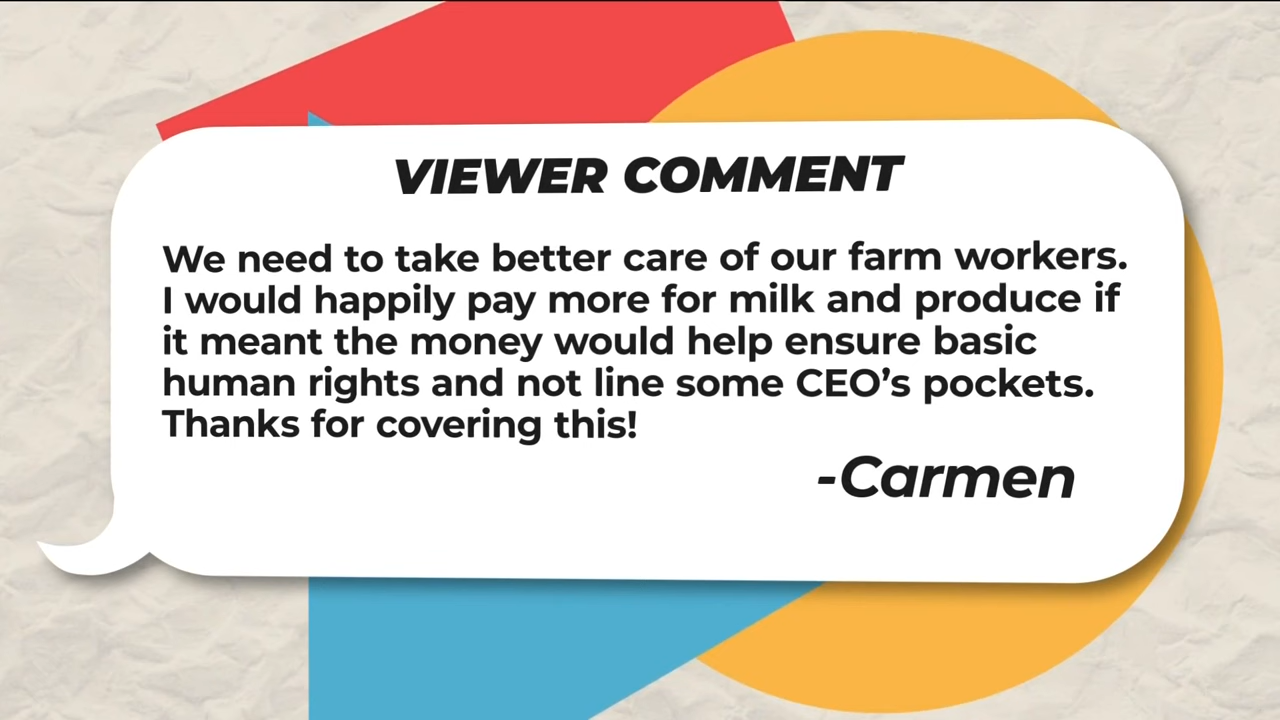 VIEWER COMMENT
We need to take better care of our farm workers.
I would happily pay more for milk and produce if
it meant the money would help ensure basic
human rights and not line some CEO’s pockets.
Thanks for covering this!
-Carmen